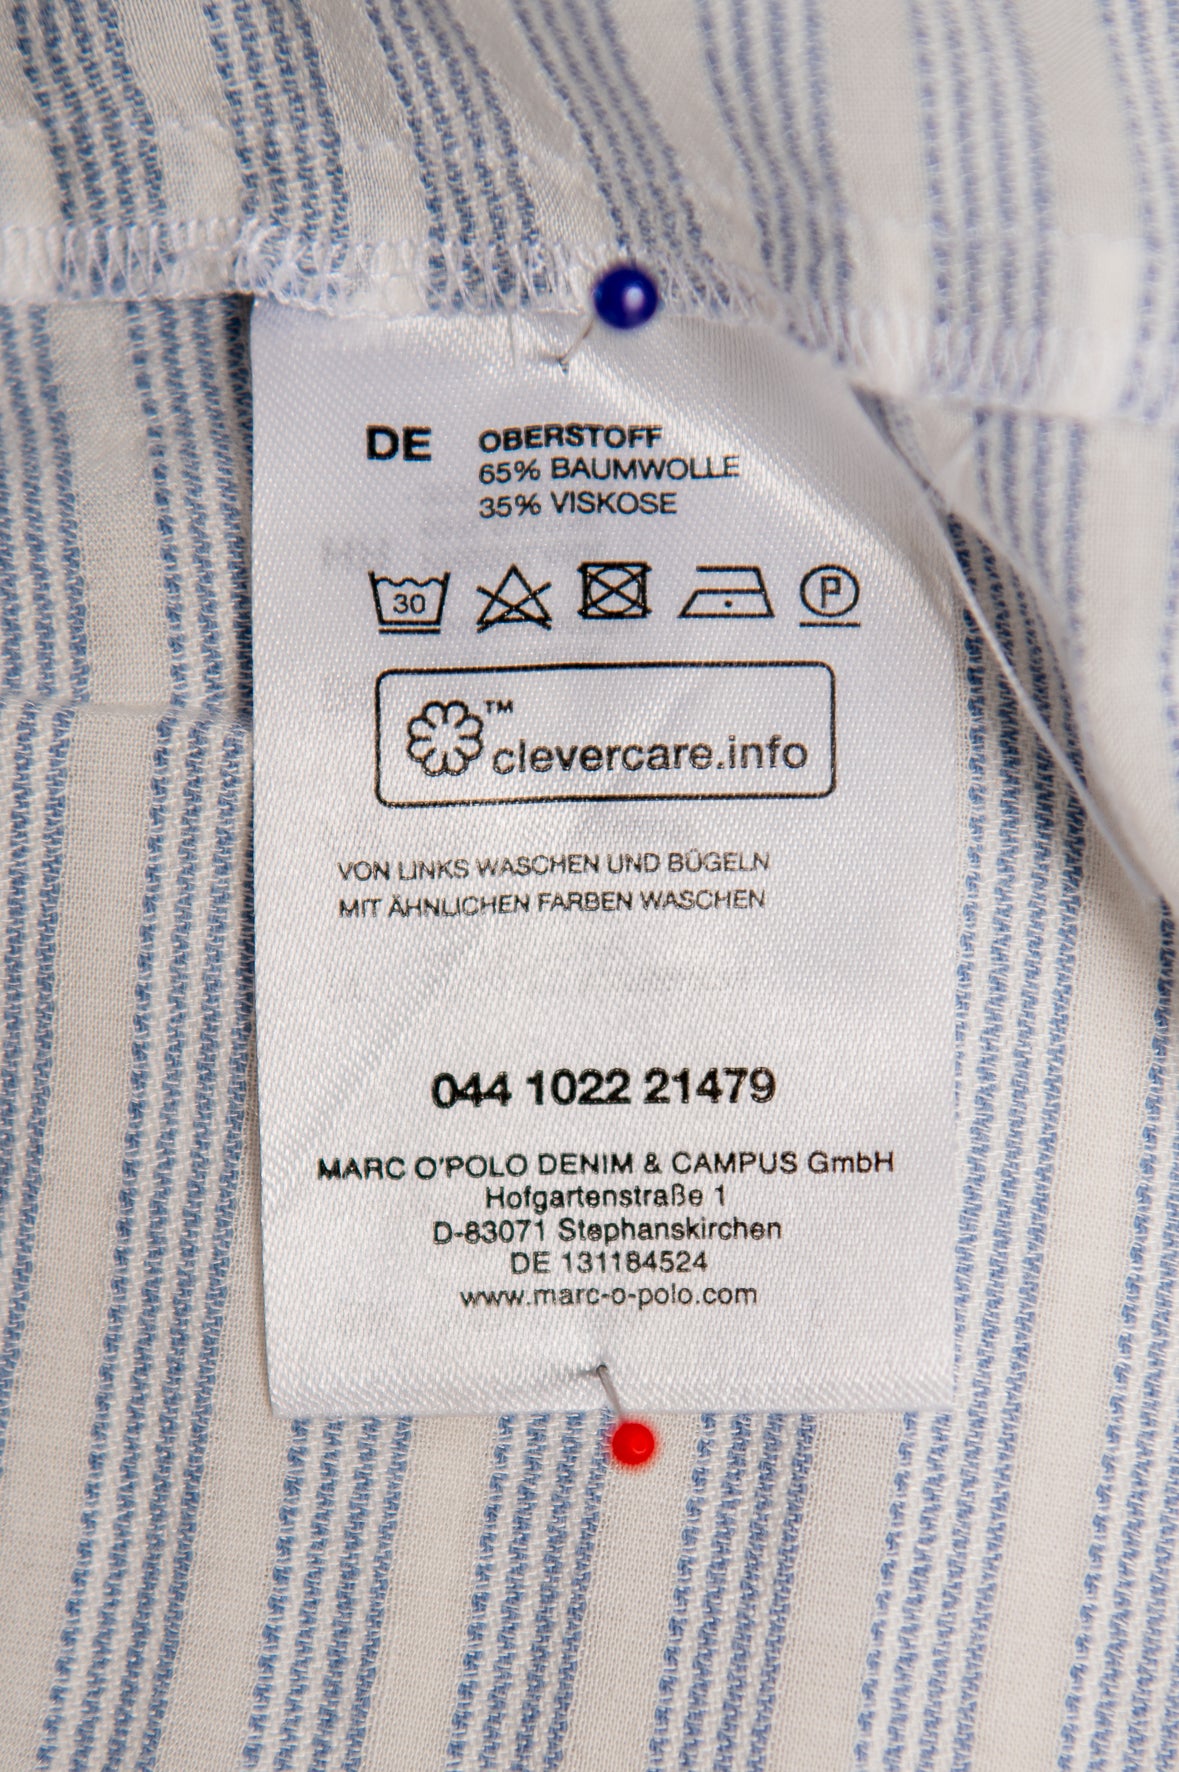 DE OBERSTOFF
65% BAUMWOLLE
35% VISKOSE
30 P
™
clevercare.info
VON LINKS WASCHEN UND BÜGELN
MIT ÄHNLICHEN FARBEN WASCHEN
044 1022 21479
MARC O'POLO DENIM & CAMPUS GmbH
Hofgartenstraße 1
D-83071 Stephanskirchen
DE 131184524
www.marc-o-polo.com